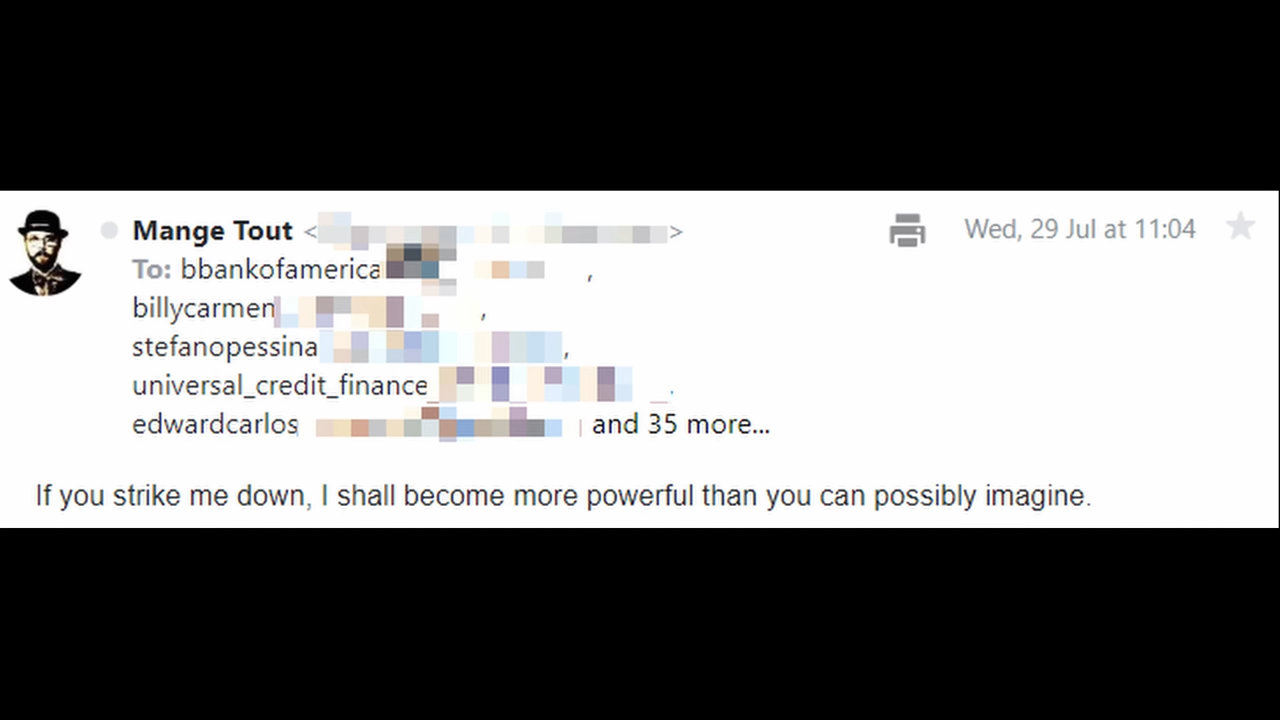 Mange Tout < > Wed, 29 Jul at 11:04
To: bbankofamerica ,
billycarmen ,
stefanopessina ,
universal_credit_finance
edwardcarlos and 35 more...
If you strike me down, I shall become more powerful than you can possibly imagine.